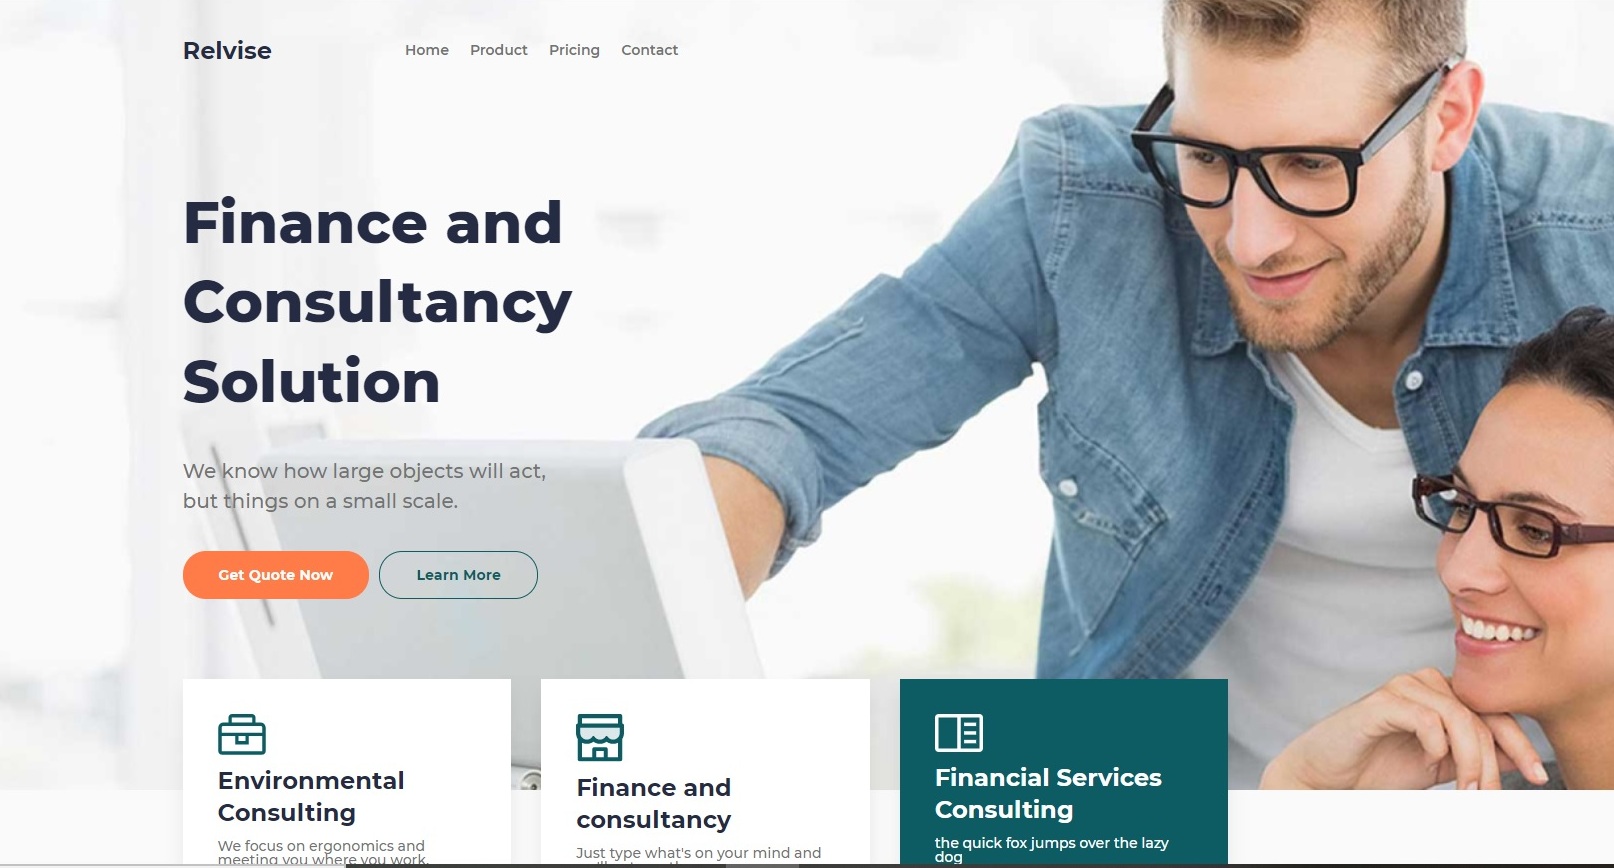 Relvise
Home Product Pricing Contact
Finance and
Consultancy
Solution
We know how large objects will act,
but things on a small scale.
Get Quote Now
Learn More
Environmental
Consulting
We focus on ergonomics and
meeting you where you work.
Finance and
consultancy
Just type what's on your mind and
Financial Services
Consulting
the quick fox jumps over the lazy
dog